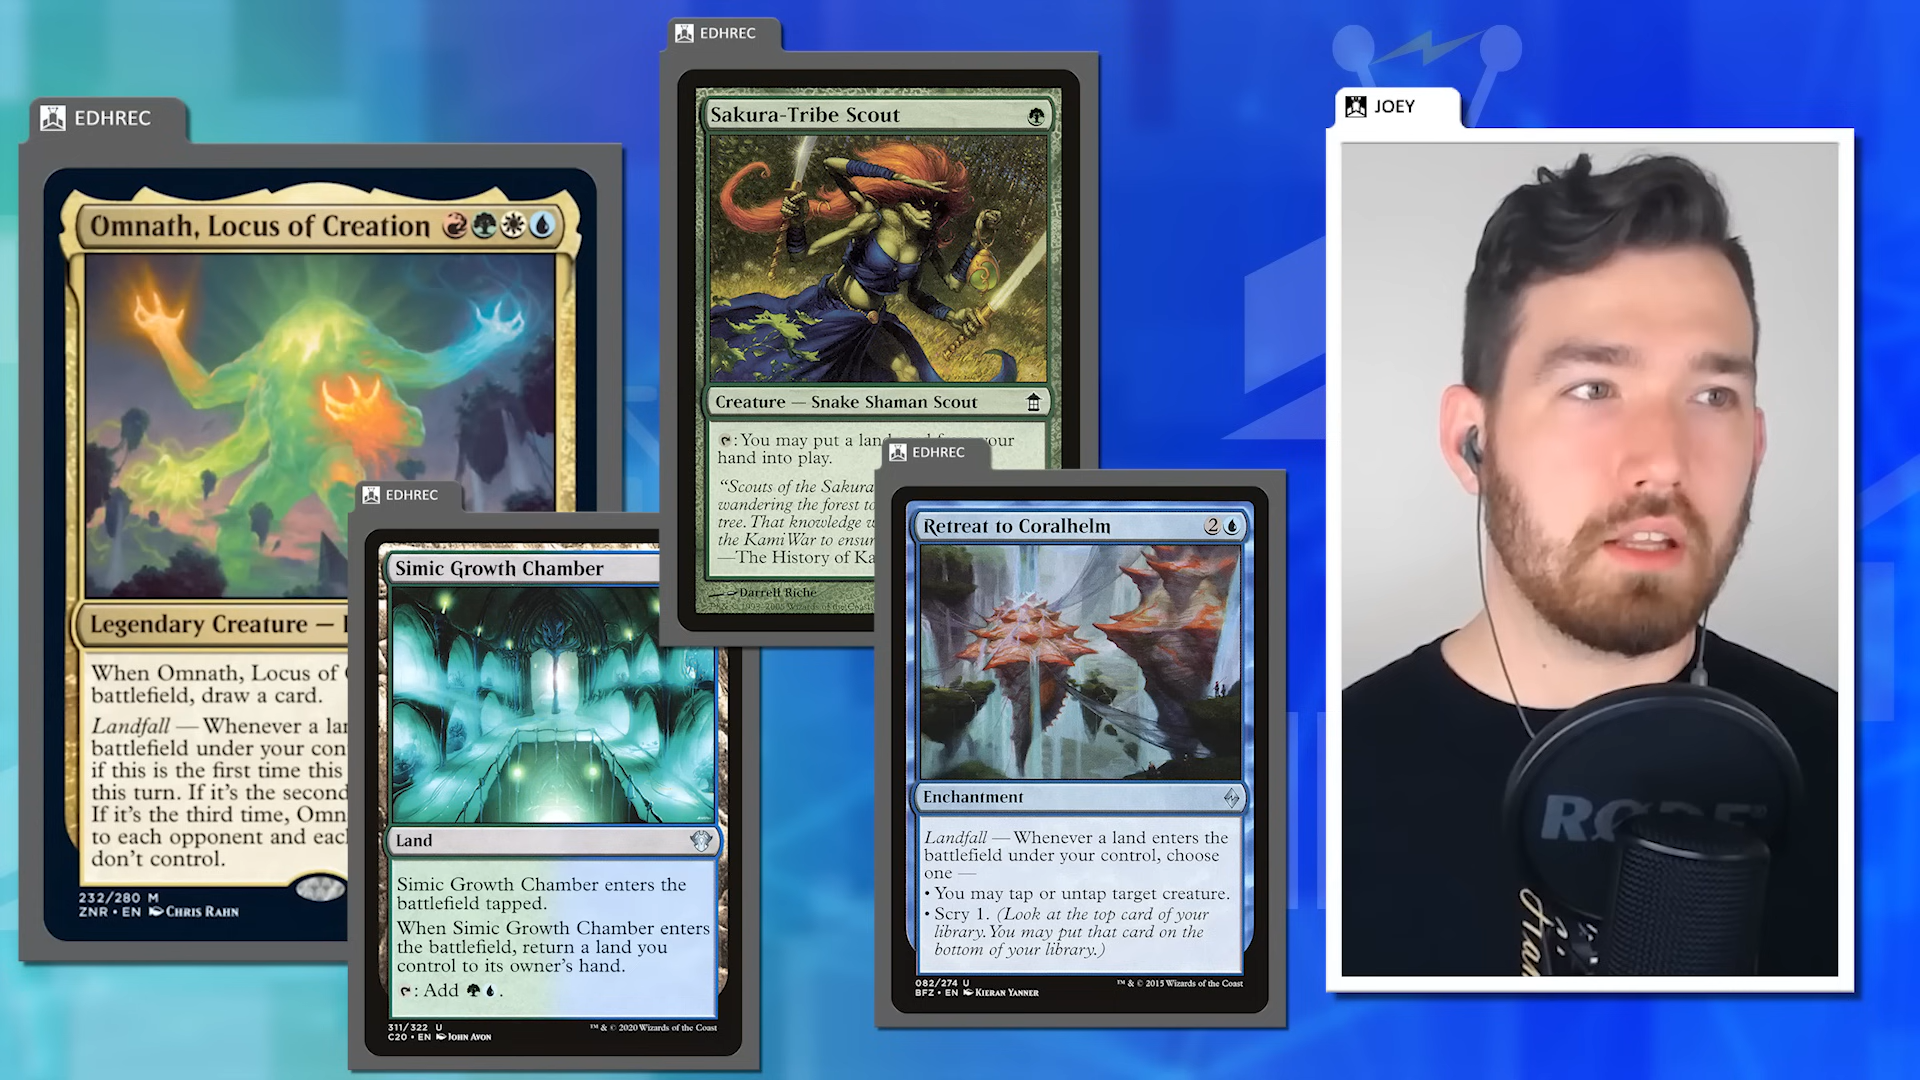 EDHREC
Omnath, Locus of Creation
Legendary Creature —
When Omnath, Locus of
battlefield, draw a card.
Landfall — Whenever a
battlefield under your
if this is the first time this
this turn. If it's the second
If it's the third time,
to each opponent and
don't control.
232/280 M
ZNR • EN Chris Rahn
EDHREC
Simic Growth Chamber
Land
Simic Growth Chamber enters the
battlefield tapped.
When Simic Growth Chamber enters
the battlefield, return a land you
control to its owner's hand.
: Add .
311/322 U
C20 • EN John Avon
™ & © 2020 Wizards of the Coast
EDHREC
Sakura-Tribe Scout
Creature — Snake Shaman Scout
: You may put a your
hand into play.
"Scouts of the Sakura
wandering the forest
tree. That knowledge
the Kami War to
—The History of
Darrell Riche
EDHREC
Retreat to Coralhelm
2
Enchantment
Landfall — Whenever a land enters the
battlefield under your control, choose
one —
• You may tap or untap target creature.
• Scry 1. (Look at the top card of your
library. You may put that card on the
bottom of your library.)
082/274 U
BFZ • EN Kieran Yanner
™ & © 2015 Wizards of the Coast
JOEY
RØDE